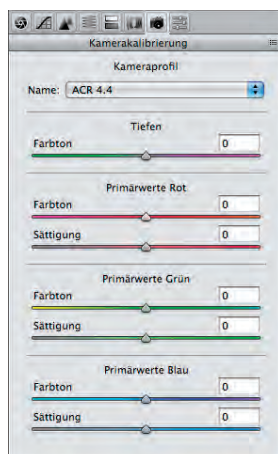 Kamerakalibrierung
Kameraprofil
Name: ACR 4.4
Tiefen
Farbton 0
Primärwerte Rot
Farbton 0
Sättigung 0
Primärwerte Grün
Farbton 0
Sättigung 0
Primärwerte Blau
Farbton 0
Sättigung 0